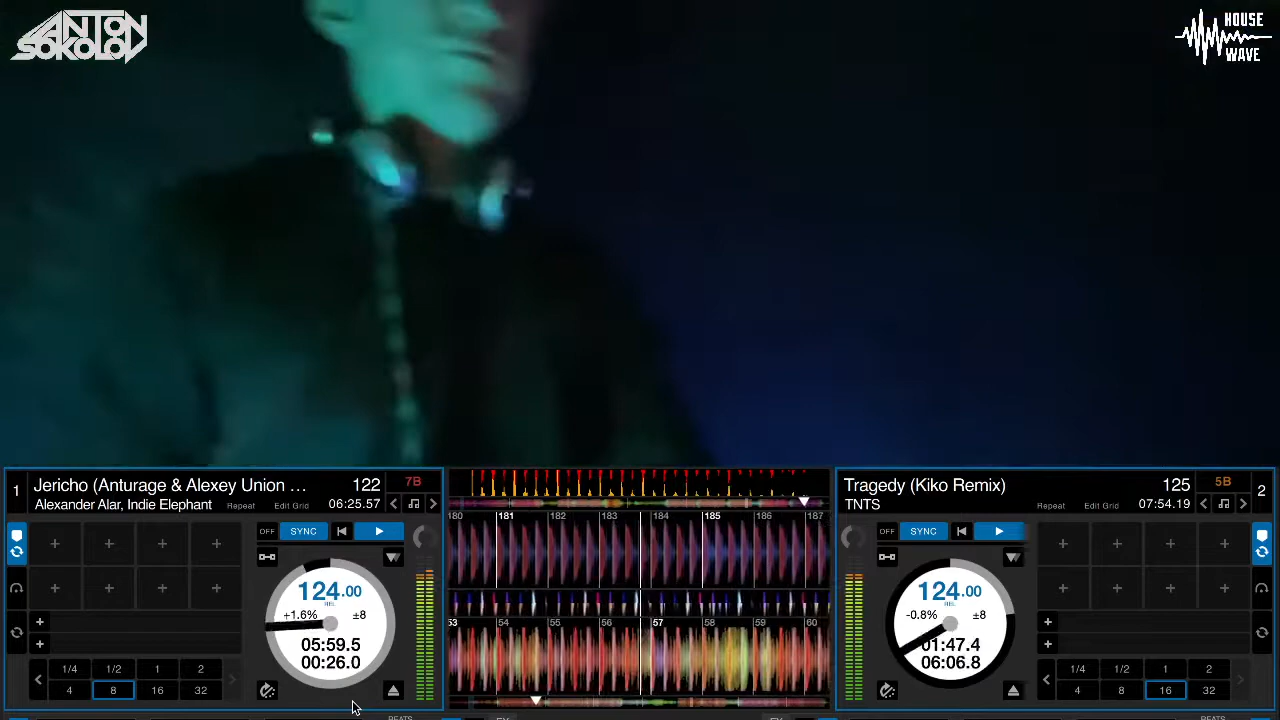 ANTON
SOKOLOV
HOUSE
WAVE
1
Jericho (Anturage & Alexey Union ...
122
7B
Alexander Alar, Indie Elephant
Repeat
Edit Grid
06:25.57
OFF
SYNC
124.00
REL
+1.6%
±8
05:59.5
00:26.0
1/4
1/2
1
2
4
8
16
32
180
181
182
183
184
185
186
187
53
54
55
56
57
58
59
60
Tragedy (Kiko Remix)
125
5B
2
TNTS
Repeat
Edit Grid
07:54.19
OFF
SYNC
124.00
REL
-0.8%
±8
01:47.4
06:06.8
1/4
1/2
1
2
4
16
32
BEATS
BEATS